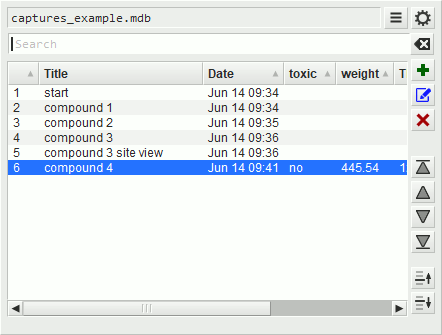 captures_example.mdb
Search
Title Date toxic weight T
1 start Jun 14 09:34
2 compound 1 Jun 14 09:34
3 compound 2 Jun 14 09:35
4 compound 3 Jun 14 09:36
5 compound 3 site view Jun 14 09:36
6 compound 4 Jun 14 09:41 no 445.54 1